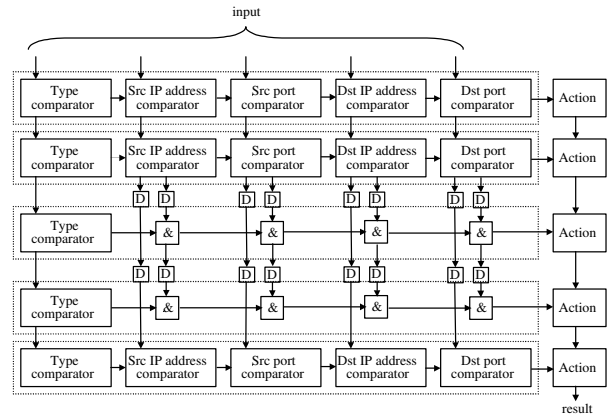 input
Type comparator
Src IP address comparator
Src port comparator
Dst IP address comparator
Dst port comparator
Action
Type comparator
Src IP address comparator
Src port comparator
Dst IP address comparator
Dst port comparator
Action
D D D D D D D D
Type comparator
& & & &
Action
D D D D D D D D
Type comparator
& & & &
Action
Type comparator
Src IP address comparator
Src port comparator
Dst IP address comparator
Dst port comparator
Action
result